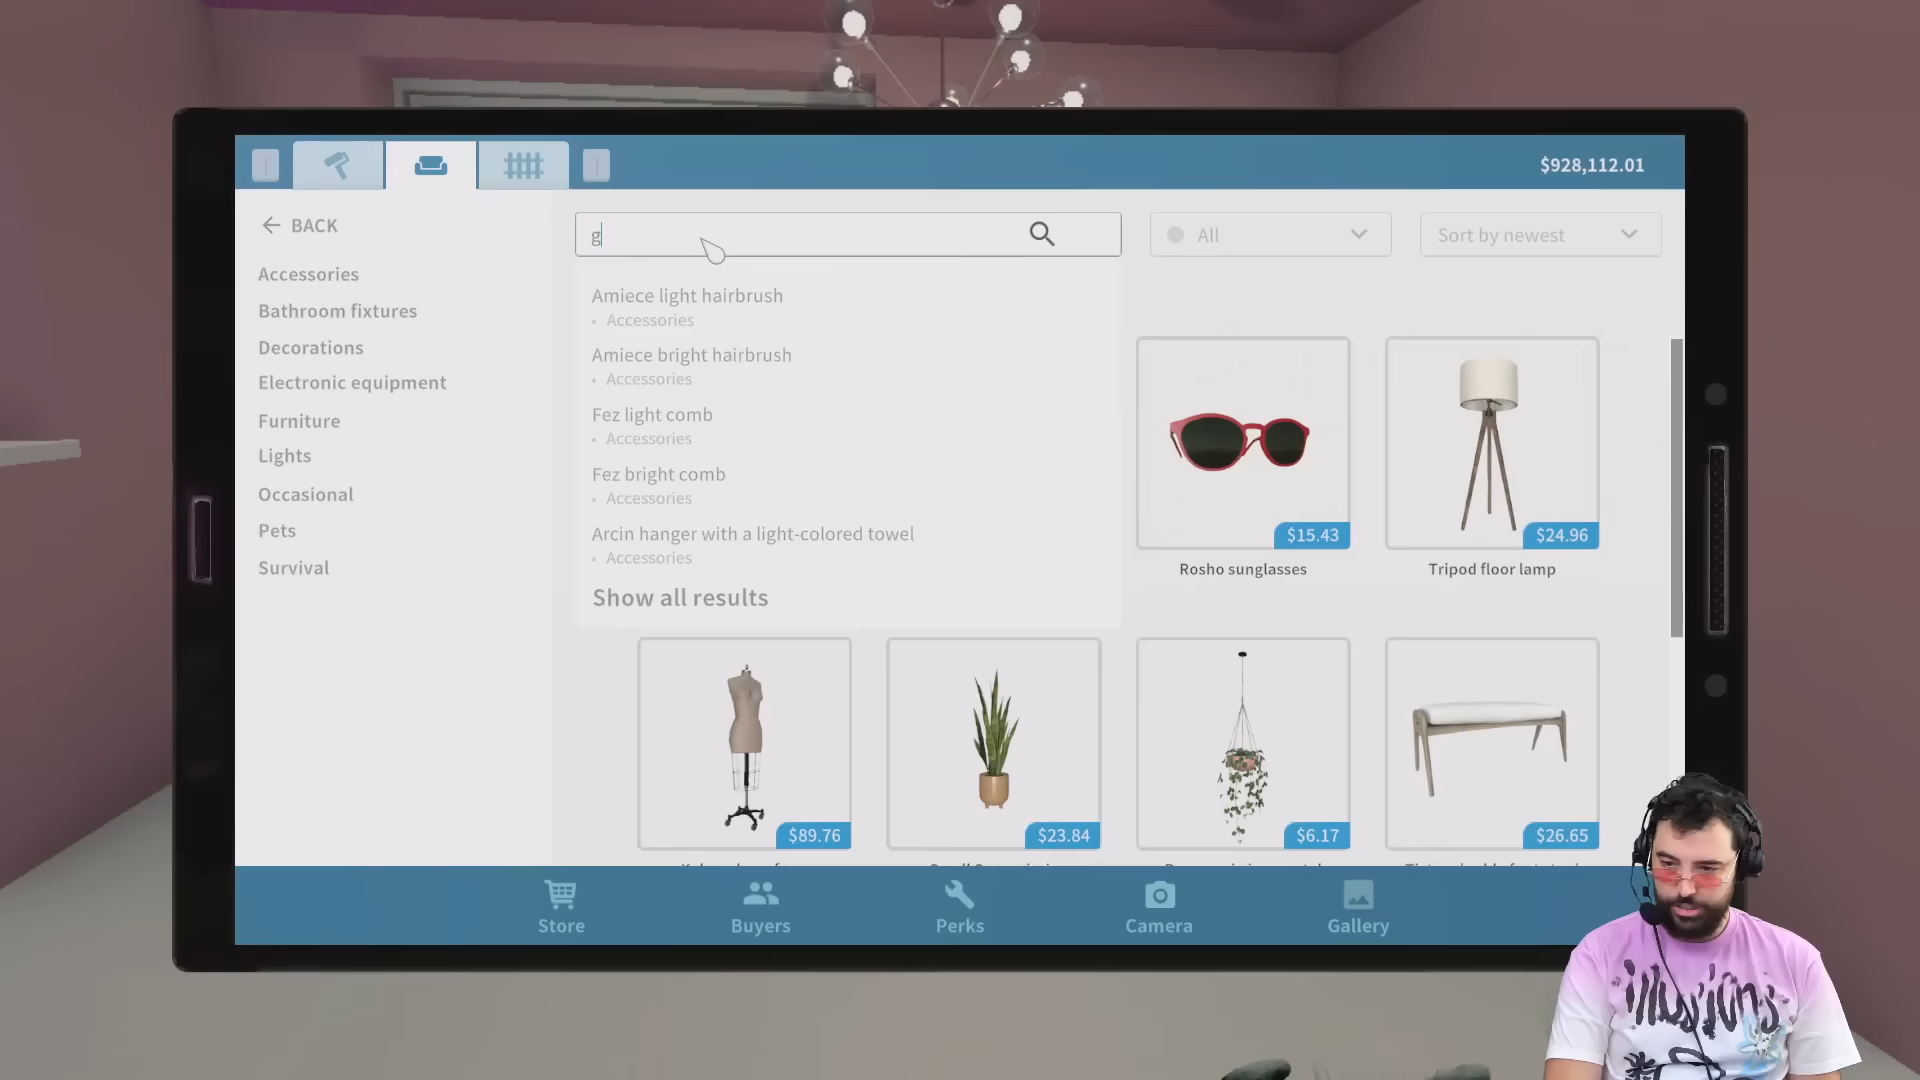 $928,112.01
BACK
g
All
Sort by newest
Accessories
Bathroom fixtures
Decorations
Electronic equipment
Furniture
Lights
Occasional
Pets
Survival
Amiece light hairbrush
Accessories
Amiece bright hairbrush
Accessories
Fez light comb
Accessories
Fez bright comb
Accessories
Arcin hanger with a light-colored towel
Accessories
Show all results
$15.43
$24.96
Rosho sunglasses
Tripod floor lamp
$89.76
$23.84
$6.17
$26.65
Store
Buyers
Perks
Camera
Gallery
illusions